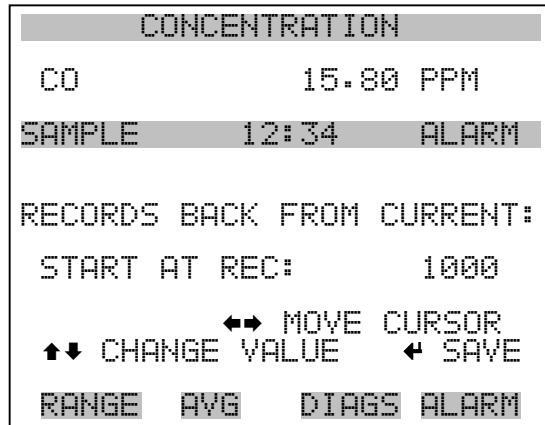 CONCENTRATION
CO 15.80 PPM
SAMPLE 12:34 ALARM
RECORDS BACK FROM CURRENT:
START AT REC: 1000
⬅➡ MOVE CURSOR
⬆⬇ CHANGE VALUE ↵ SAVE
RANGE AVG DIAGS ALARM